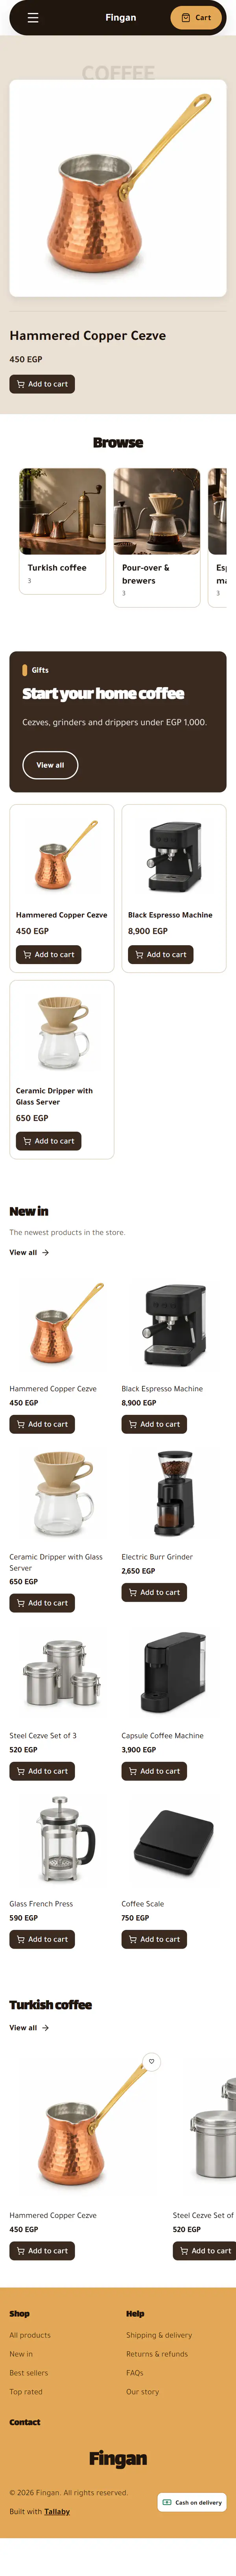 Fingan
Cart
COFFEE
Hammered Copper Cezve
450 EGP
Add to cart
Browse
Turkish coffee
3
Pour-over &
brewers
3
Esp
ma
3
Gifts
Start your home coffee
Cezves, grinders and drippers under EGP 1,000.
View all
Hammered Copper Cezve
450 EGP
Add to cart
Black Espresso Machine
8,900 EGP
Add to cart
Ceramic Dripper with
Glass Server
650 EGP
Add to cart
New in
The newest products in the store.
View all
Hammered Copper Cezve
450 EGP
Add to cart
Black Espresso Machine
8,900 EGP
Add to cart
Ceramic Dripper with Glass
Server
650 EGP
Add to cart
Electric Burr Grinder
2,650 EGP
Add to cart
Steel Cezve Set of 3
520 EGP
Add to cart
Capsule Coffee Machine
3,900 EGP
Add to cart
Glass French Press
590 EGP
Add to cart
Coffee Scale
750 EGP
Add to cart
Turkish coffee
View all
Hammered Copper Cezve
450 EGP
Add to cart
Steel Cezve Set of
520 EGP
Add to cart
Shop
All products
New in
Best sellers
Top rated
Help
Shipping & delivery
Returns & refunds
FAQs
Our story
Contact
Fingan
© 2026 Fingan. All rights reserved.
Built with Tallaby
Cash on delivery